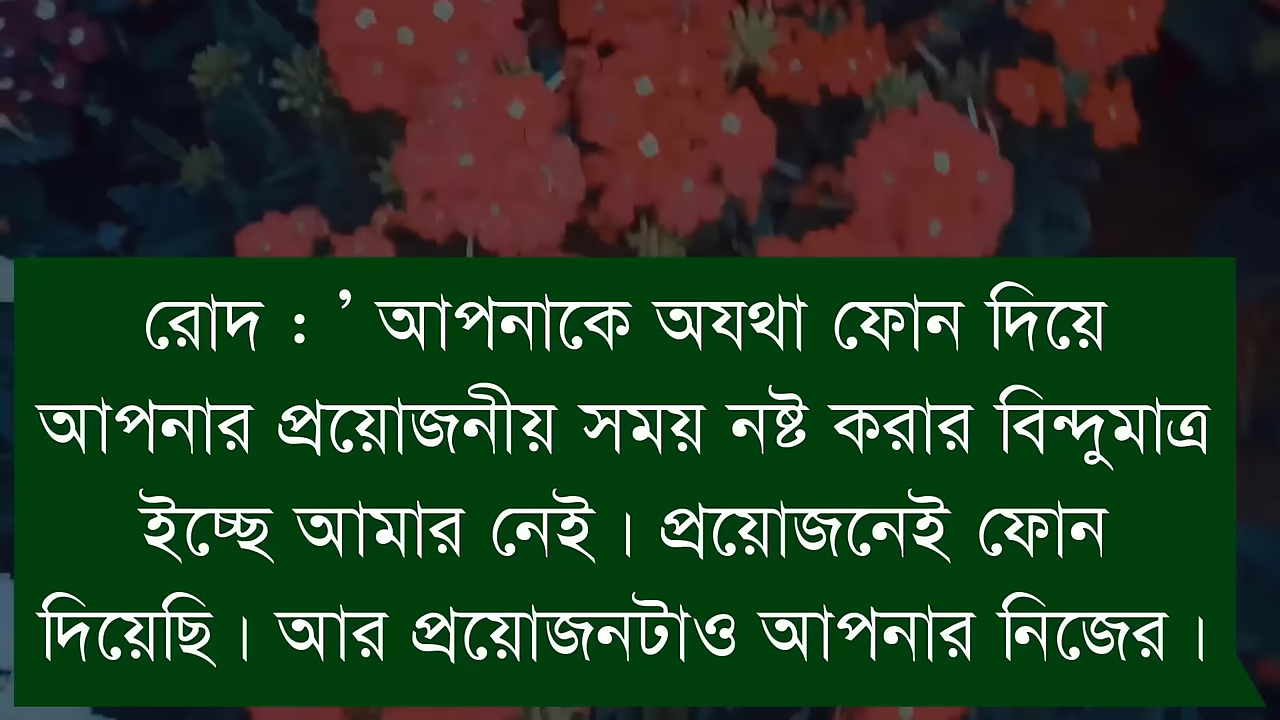 রোদ : ’ আপনাকে অযথা ফোন দিয়ে
আপনার প্রয়োজনীয় সময় নষ্ট করার বিন্দুমাত্র
ইচ্ছে আমার নেই। প্রয়োজনেই ফোন
দিয়েছি। আর প্রয়োজনটাও আপনার নিজের।